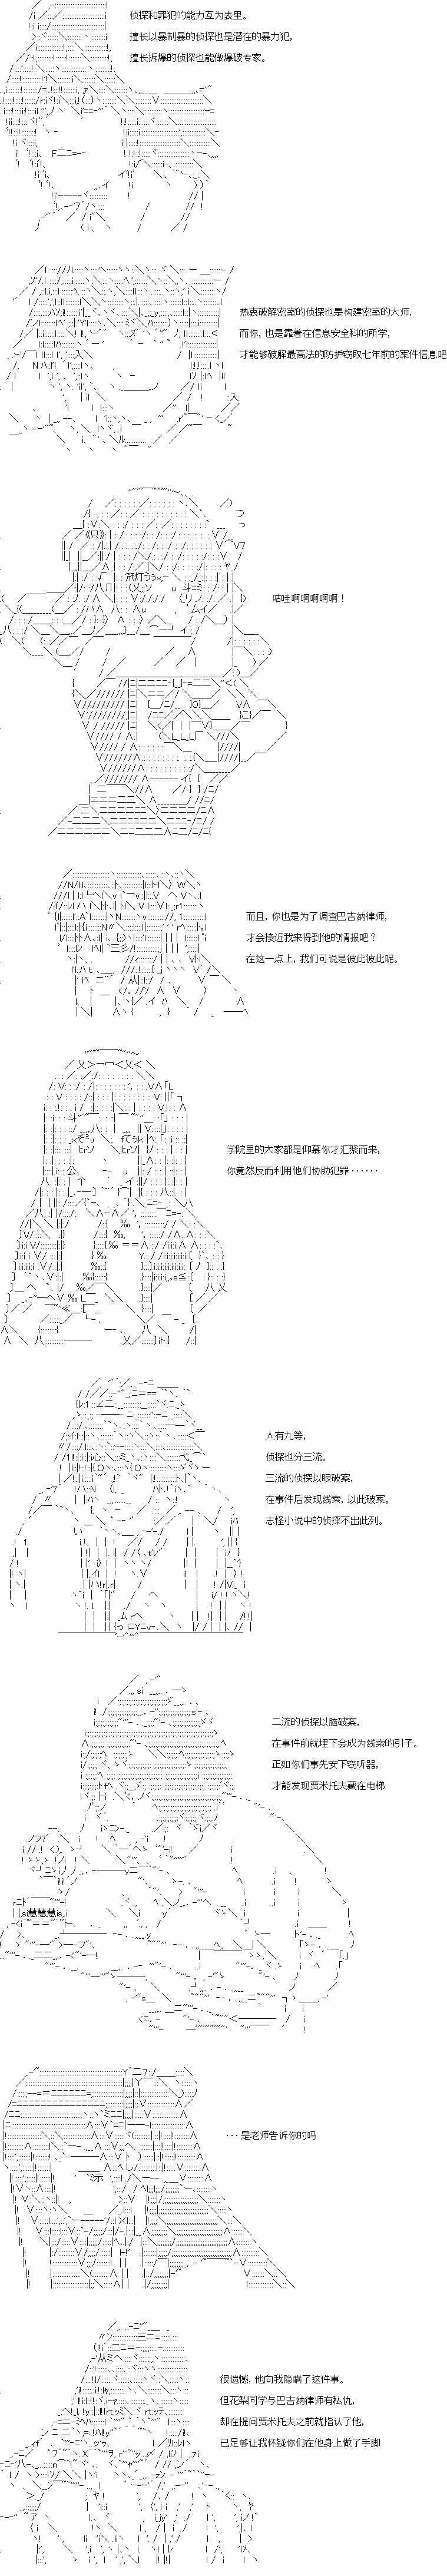 侦探和罪犯的能力互为表里。
擅长以暴制暴的侦探也是潜在的暴力犯，
擅长拆爆的侦探也能做爆破专家。
热衷破解密室的侦探也是构建密室的大师，
而你，也是靠着在信息安全科的所学，
才能够破解最高法的防护窃取七年前的案件信息吧
咕哇啊啊啊啊啊！
而且，你也是为了调查巴吉纳律师，
才会接近我来得到他的情报吧？
在这一点上，我们可说是彼此彼此呢。
学院里的大家都是仰慕你才汇聚而来，
你竟然反而利用他们协助犯罪······
人有九等，
侦探也分三流。
三流的侦探以眼破案，
在事件后发现线索，以此破案。
志怪小说中的侦探不出此列。
二流的侦探以脑破案，
在事件前就埋下会成为线索的引子。
正如你们事先安下窃听器，
才能发现贾米托夫藏在电梯
···是老师告诉你的吗
很遗憾，他向我隐瞒了这件事。
但花梨同学与巴吉纳律师有私仇，
却在提问贾米托夫之前就指认了他，
已足够让我怀疑你们在他身上做了手脚